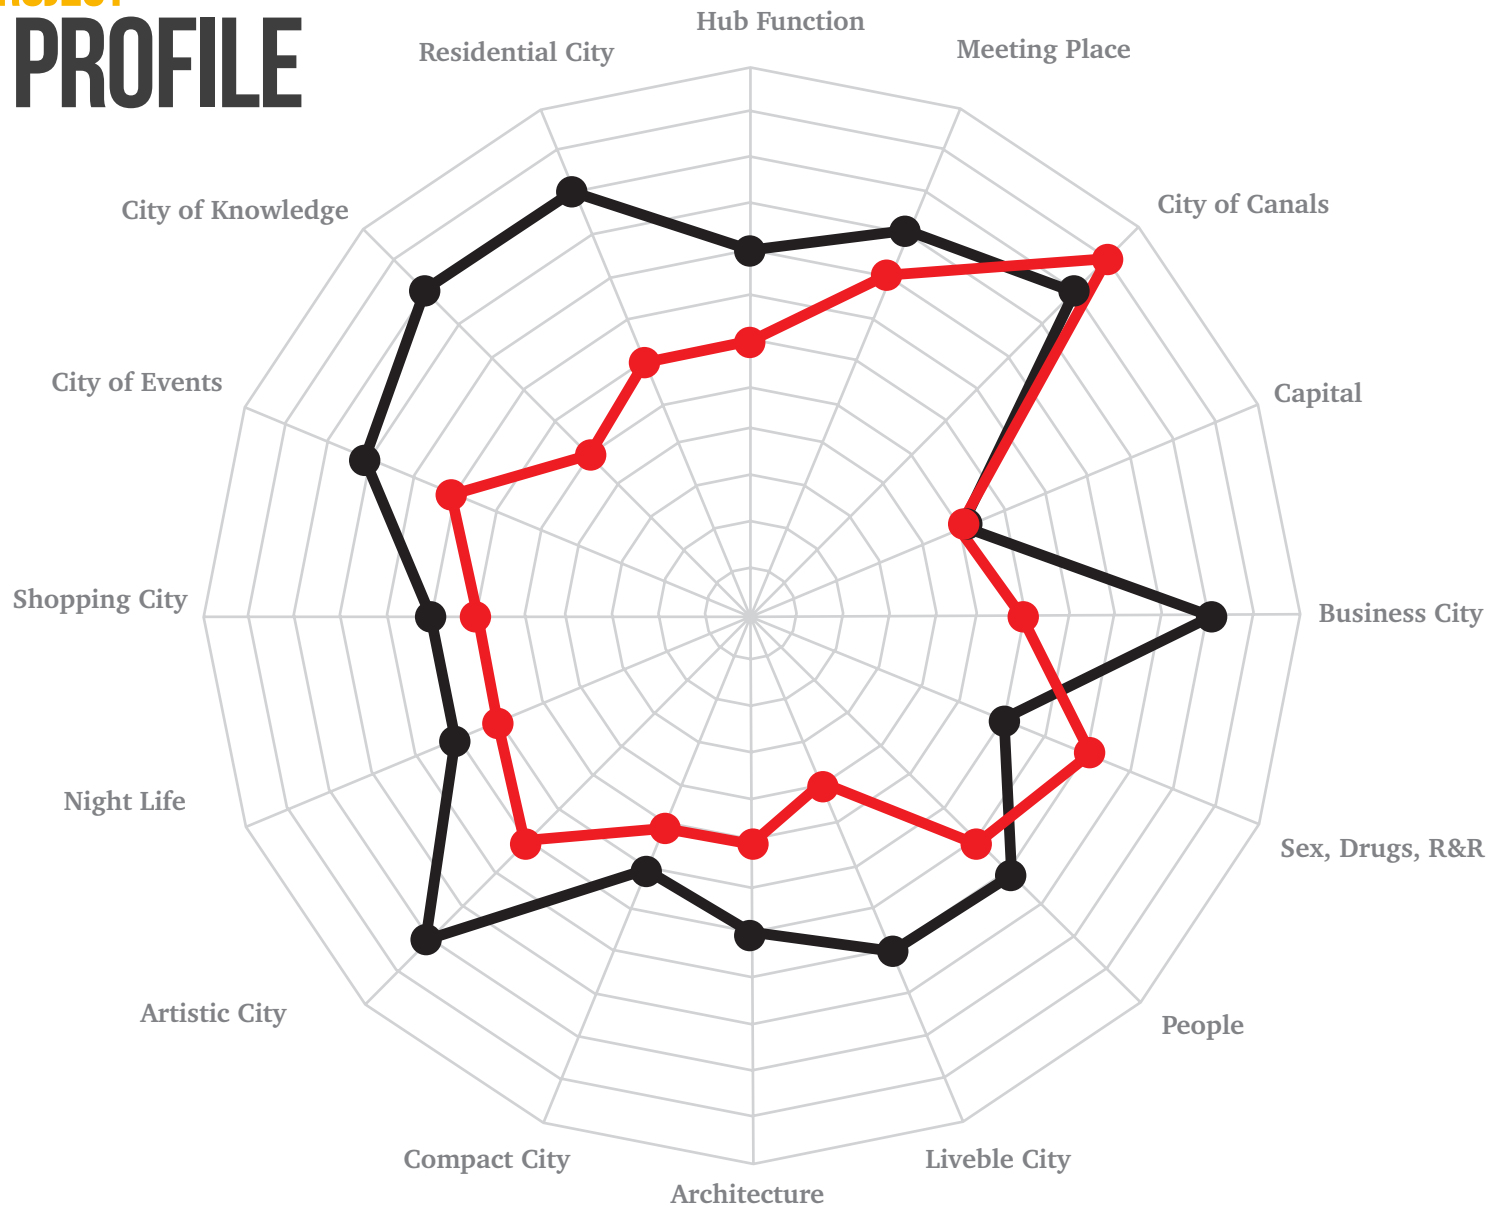 PROFILE
Hub Function
Meeting Place
Residential City
City of Canals
City of Knowledge
City of Events
Capital
Shopping City
Business City
Night Life
Sex, Drugs, R&R
Artistic City
People
Compact City
Liveble City
Architecture